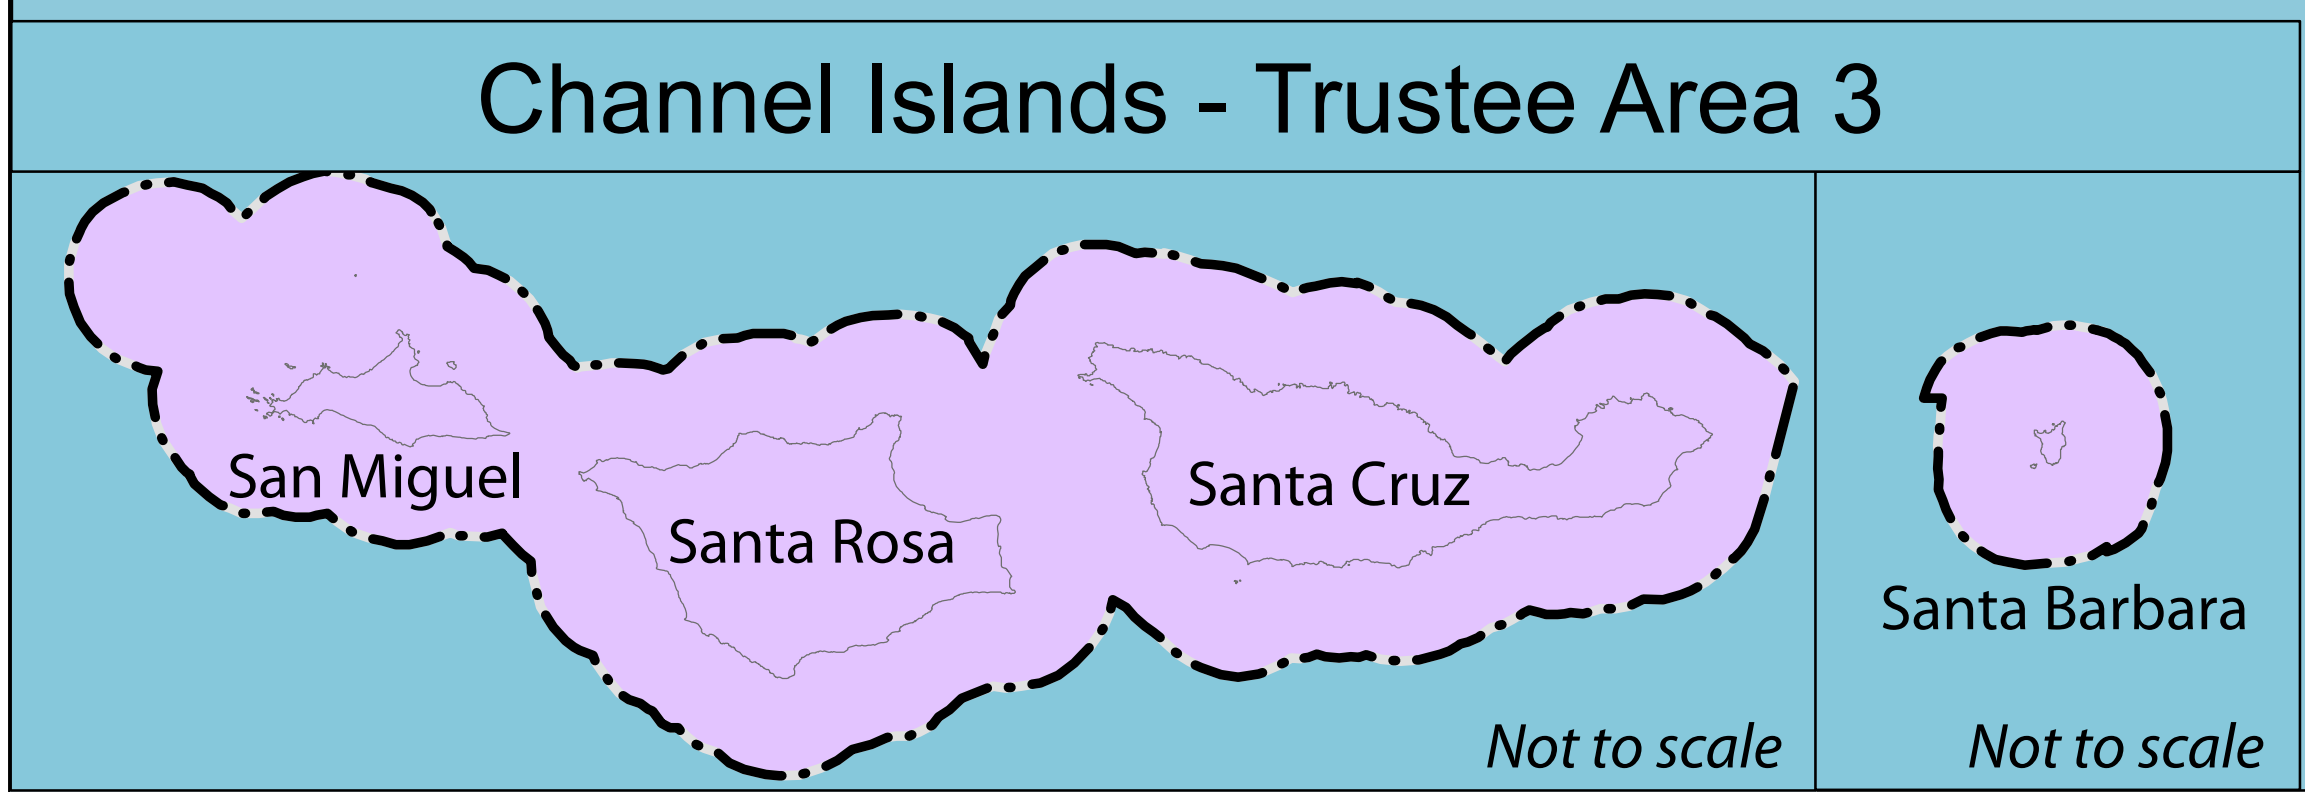 Channel Islands - Trustee Area 3
San Miguel
Santa Rosa
Santa Cruz
Not to scale
Santa Barbara
Not to scale